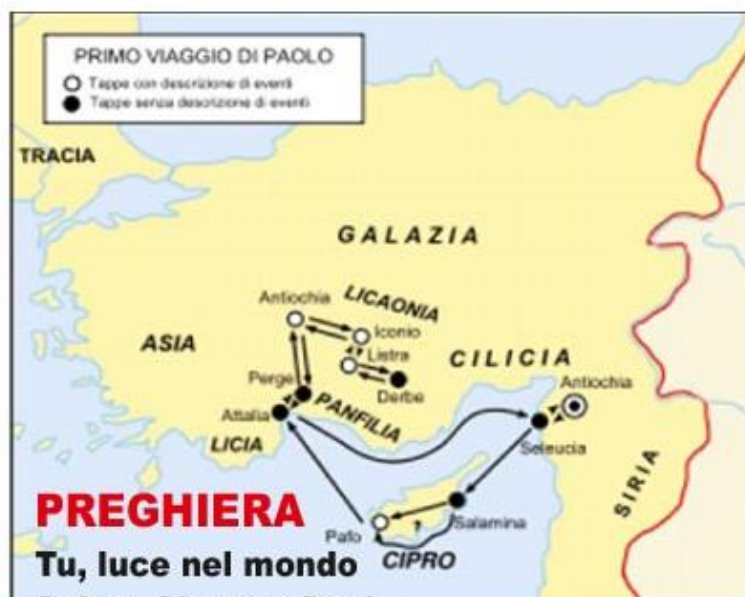 PRIMO VIAGGIO DI PAOLO
Tappe con descrizione di eventi
Tappe senza descrizione di eventi
TRACIA
GALAZIA
Antiochia
LICAONIA
Iconio
ASIA
Listra
CILICIA
Perge
Derbe
Antiochia
Attalia
PANFILIA
LICIA
Seleucia
SIRIA
PREGHIERA
Pafo
?
Salamina
CIPRO
Tu, luce nel mondo